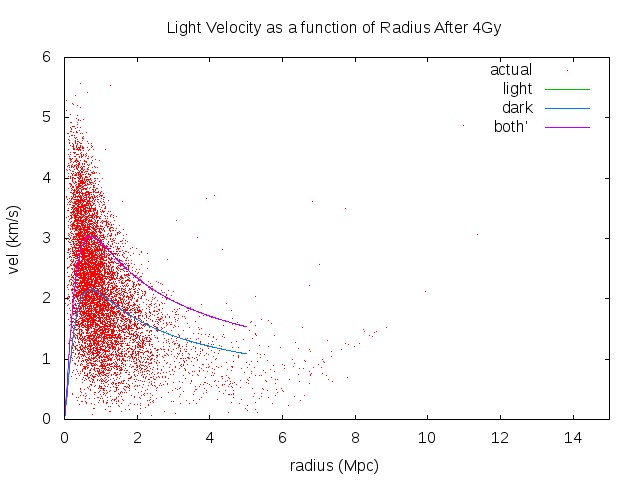 Light Velocity as a function of Radius After 4Gy
actual
light
dark
both'
6
5
4
3
2
1
0
vel (km/s)
0 2 4 6 8 10 12 14
radius (Mpc)